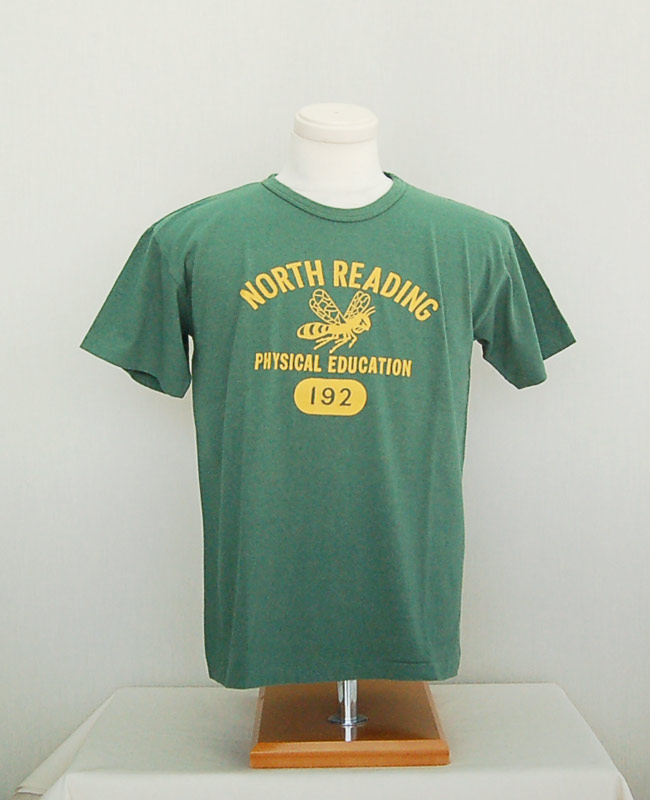 NORTH READING
PHYSICAL EDUCATION
192